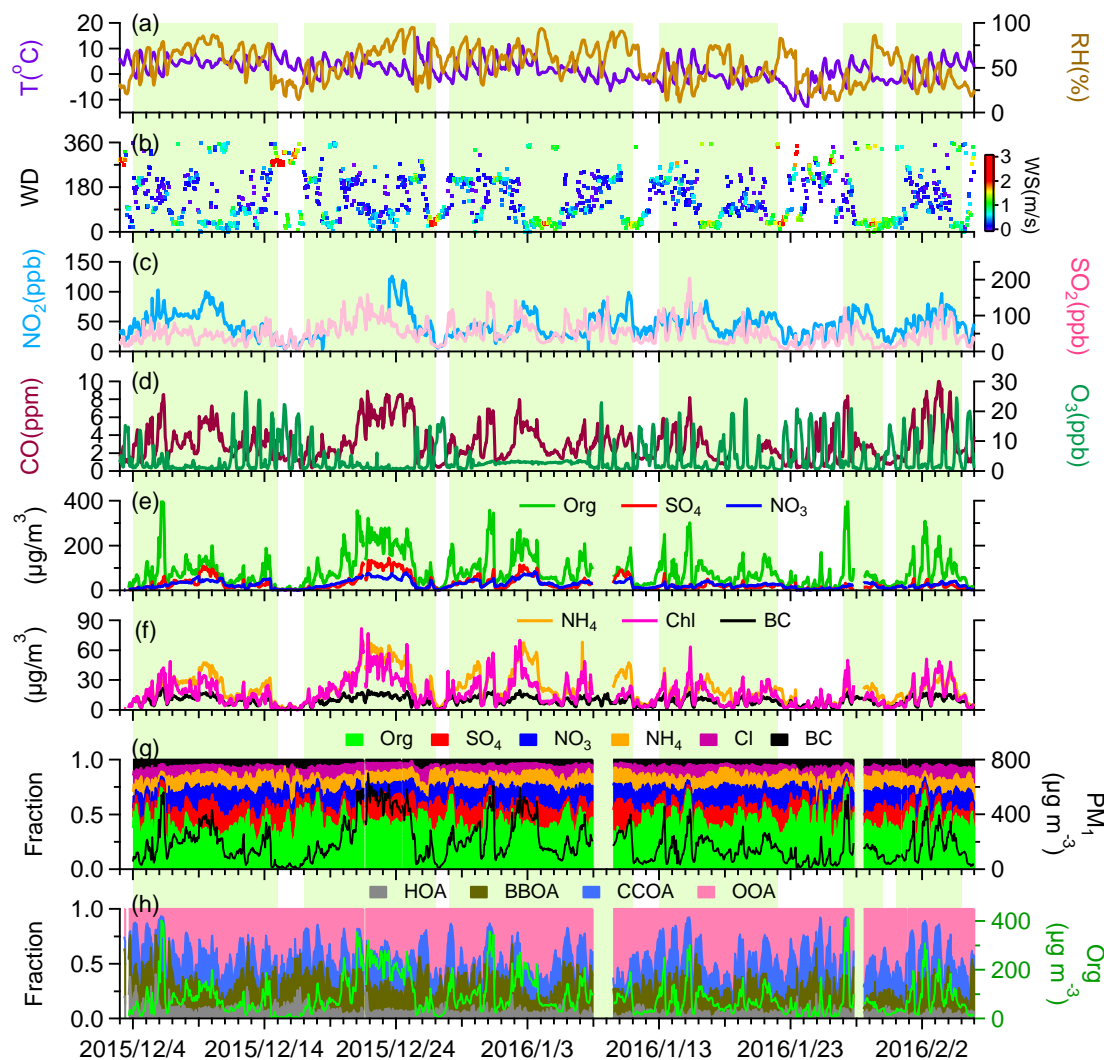 (a)
20
10
0
-10
T(°C)
100
50
0
RH(%)
(b)
360
180
0
WD
3
2
1
0
WS(m/s)
(c)
150
100
50
0
NO₂(ppb)
200
100
0
SO₂(ppb)
(d)
10
8
6
4
2
0
CO(ppm)
30
20
10
0
O₃(ppb)
(e)
400
200
0
(µg/m³)
Org SO₄ NO₃
(f)
90
60
30
0
(µg/m³)
NH₄ Chl BC
(g)
Org SO₄ NO₃ NH₄ Cl BC
1.0
0.5
0.0
Fraction
800
400
0
PM₁
(µg m⁻³)
(h)
HOA BBOA CCOA OOA
1.0
0.5
0.0
Fraction
400
200
0
Org
(µg m⁻³)
2015/12/4 2015/12/14 2015/12/24 2016/1/3 2016/1/13 2016/1/23 2016/2/2